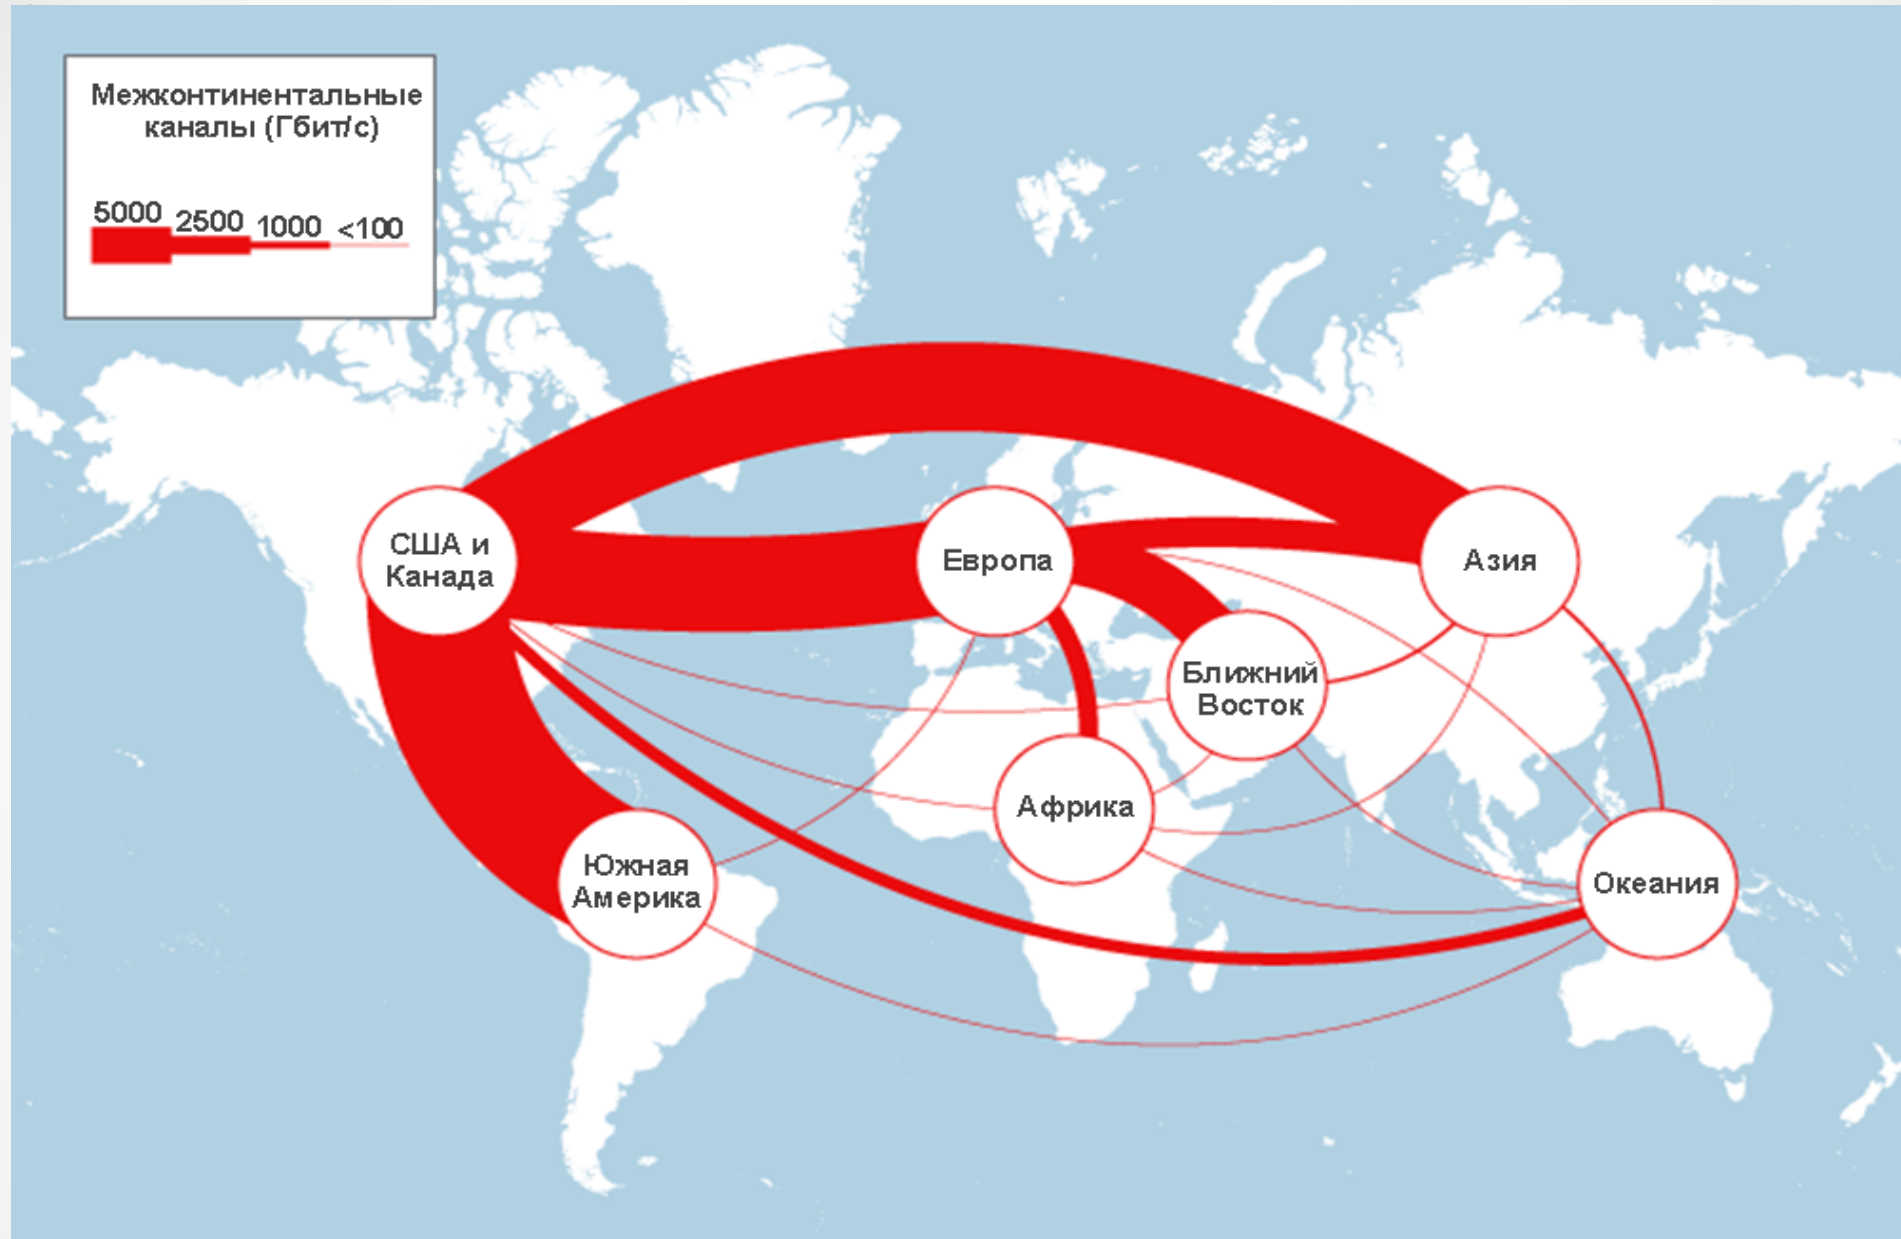 Межконтинентальные
каналы (Гбит/с)
5000 2500 1000 <100
США и
Канада
Европа
Азия
Ближний
Восток
Африка
Южная
Америка
Океания